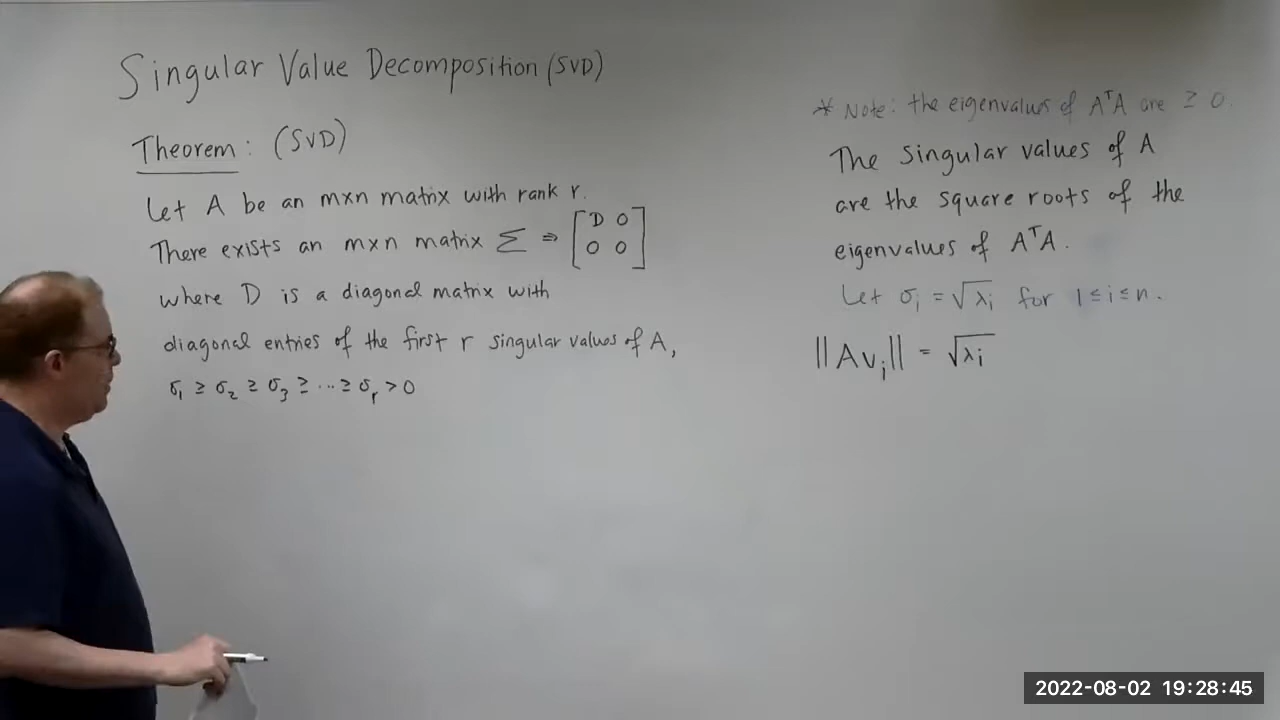 Singular Value Decomposition (SVD)
Theorem: (SVD)
Let A be an m×n matrix with rank r.
There exists an m×n matrix Σ ⇒ [D 0
0 0]
where D is a diagonal matrix with
diagonal entries of the first r singular values of A,
σ₁ ≥ σ₂ ≥ σ₃ ≥ ... ≥ σᵣ > 0
* Note: the eigenvalues of AᵀA are ≥ 0.
The singular values of A
are the square roots of the
eigenvalues of AᵀA.
Let σᵢ = √λᵢ for 1 ≤ i ≤ n.
||Avᵢ|| = √λᵢ
2022-08-02 19:28:45